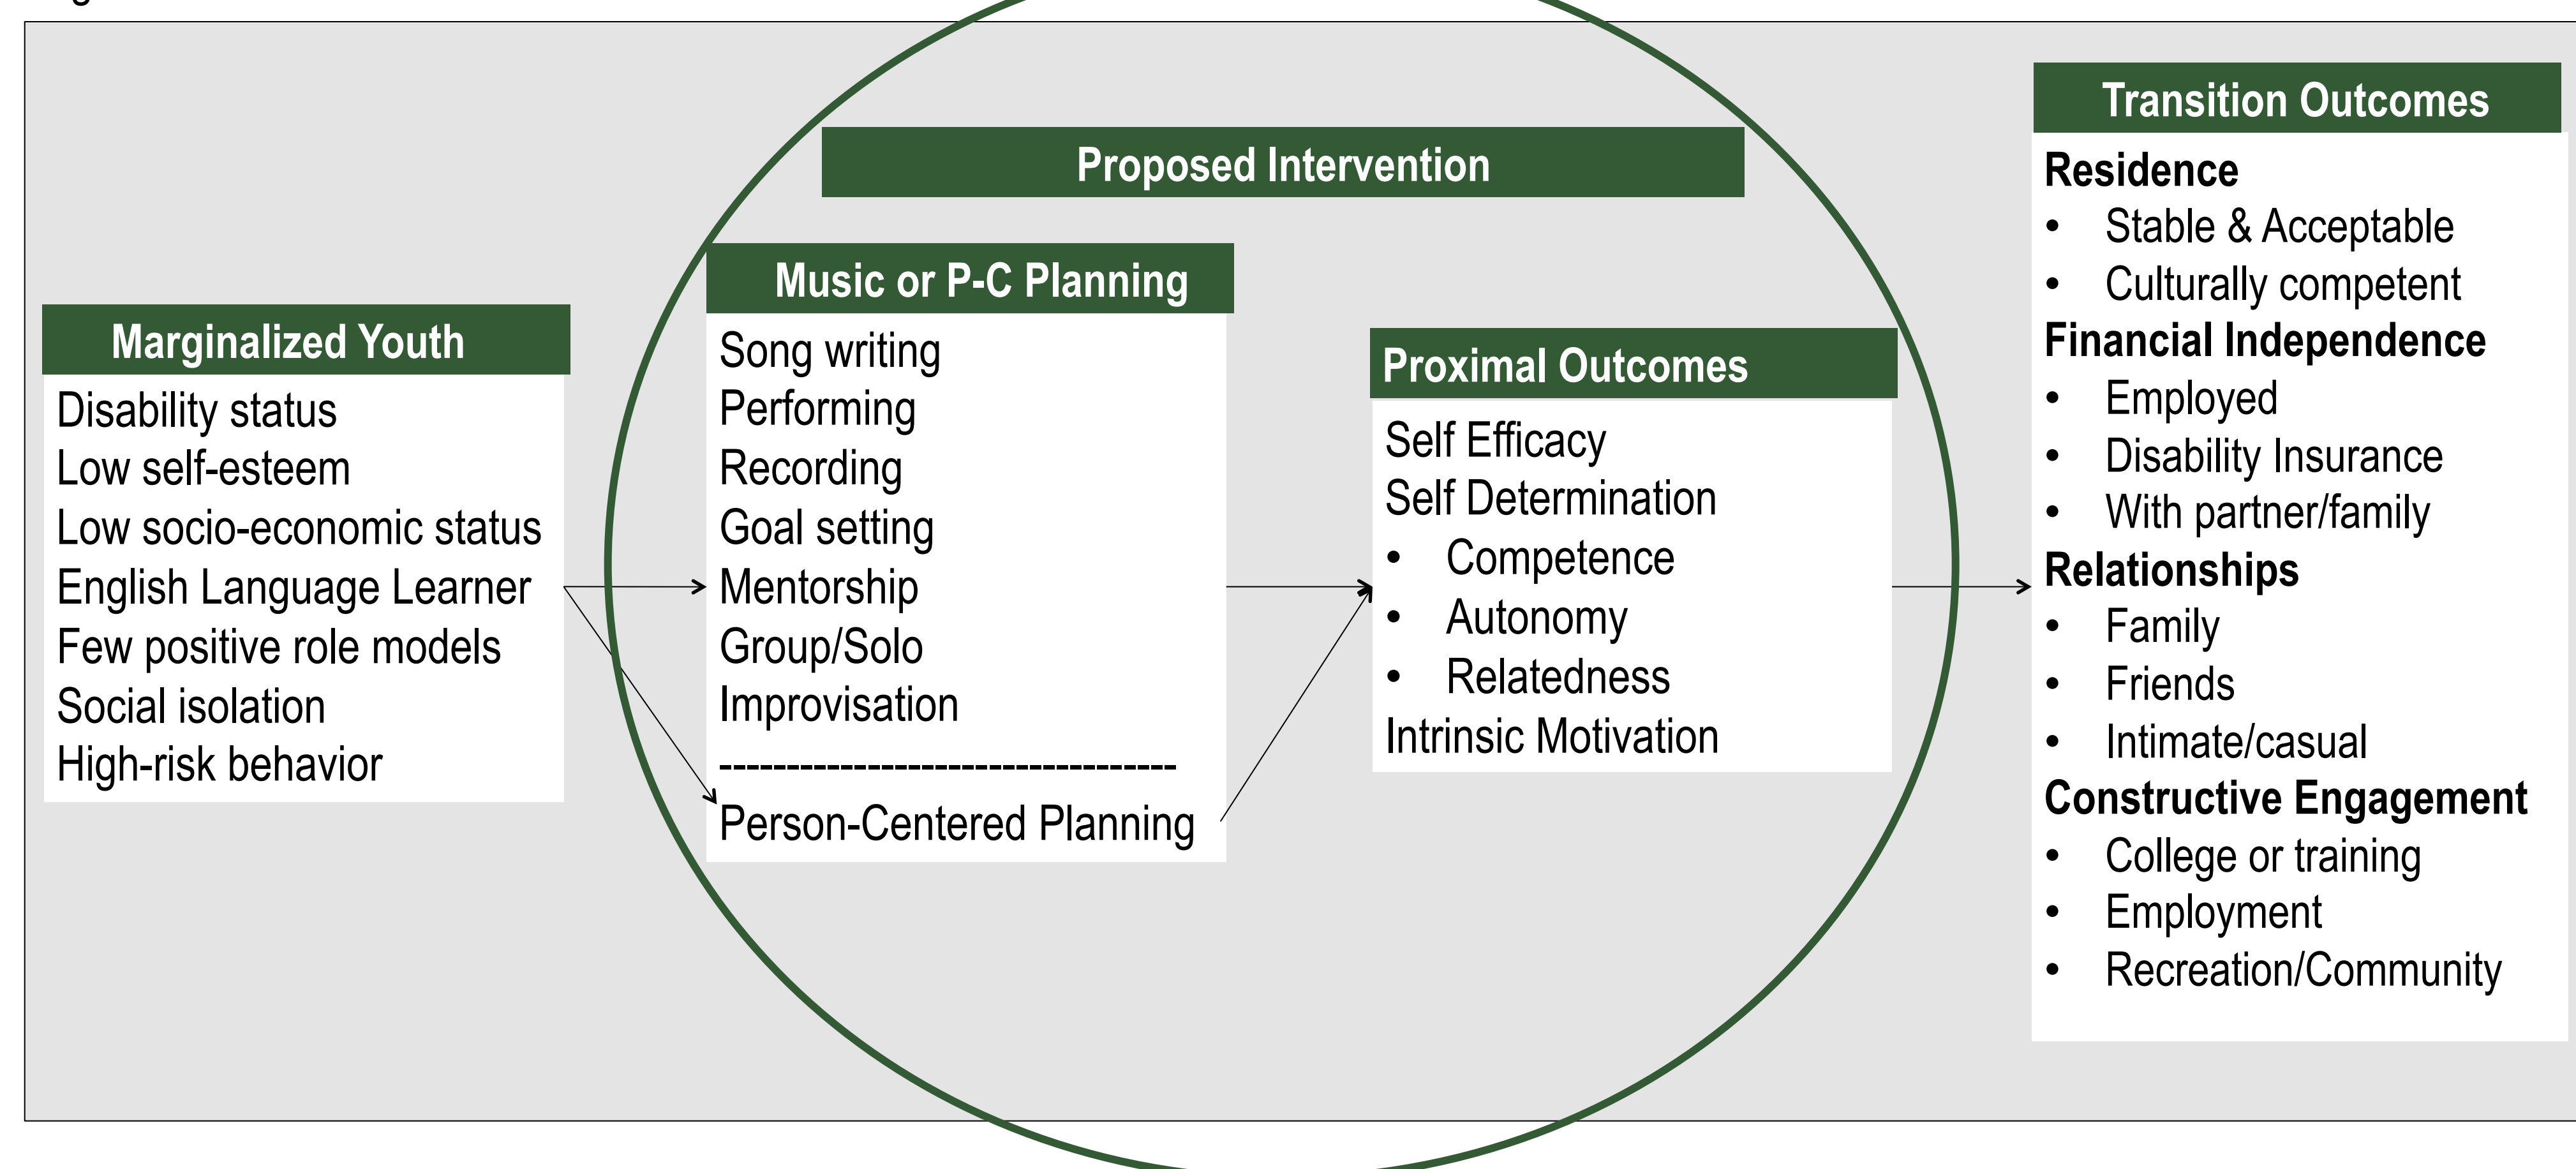 Proposed Intervention
Marginalized Youth
Disability status
Low self-esteem
Low socio-economic status
English Language Learner
Few positive role models
Social isolation
High-risk behavior
Music or P-C Planning
Song writing
Performing
Recording
Goal setting
Mentorship
Group/Solo
Improvisation
----------------------------------
Person-Centered Planning
Proximal Outcomes
Self Efficacy
Self Determination
• Competence
• Autonomy
• Relatedness
Intrinsic Motivation
Transition Outcomes
Residence
• Stable & Acceptable
• Culturally competent
Financial Independence
• Employed
• Disability Insurance
• With partner/family
Relationships
• Family
• Friends
• Intimate/casual
Constructive Engagement
• College or training
• Employment
• Recreation/Community